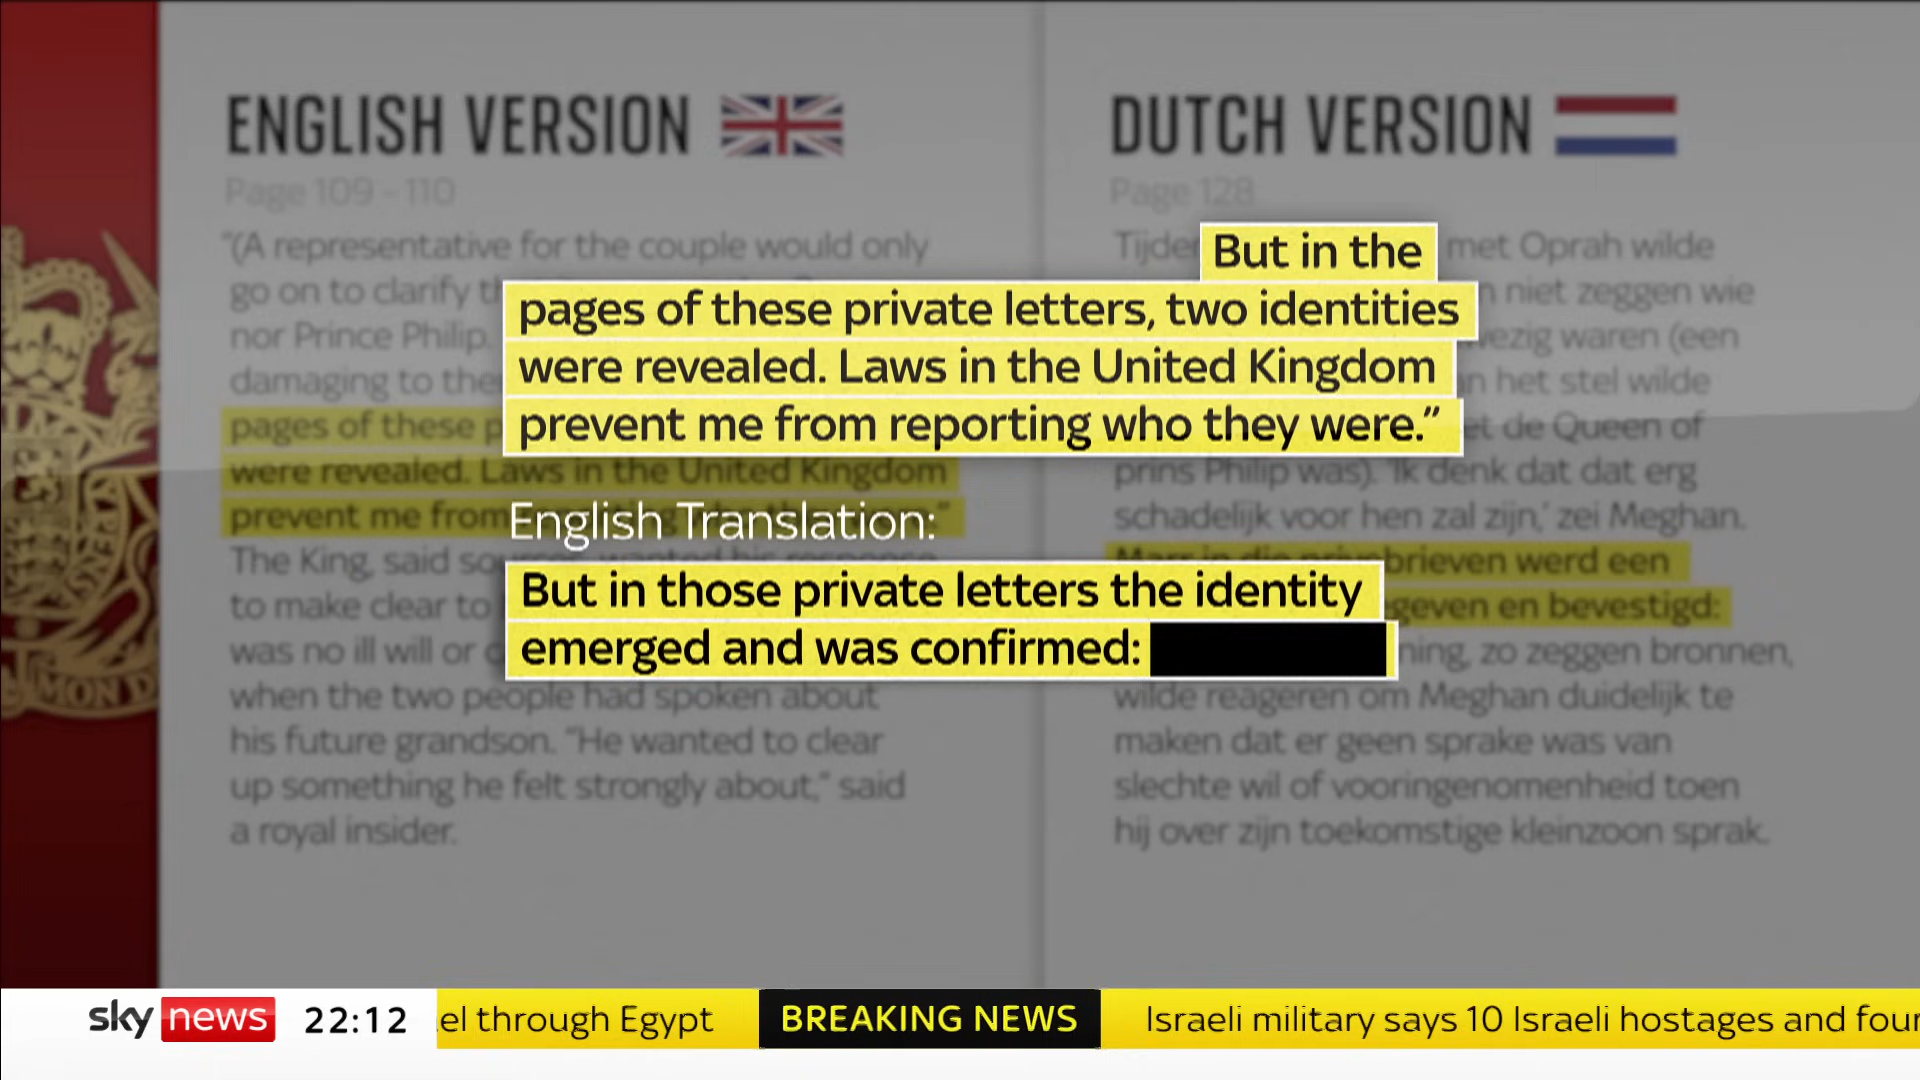 ENGLISH VERSION
Page 109 - 110
"(A representative for the couple would only
go on to clarify
nor Prince Philip.
damaging to
pages of these
were revealed. Laws in the United Kingdom
prevent me from
The King, said
to make clear to
was no ill will or
when the two people had spoken about
his future grandson. "He wanted to clear
up something he felt strongly about," said
a royal insider.
DUTCH VERSION
Page 128
met Oprah wilde
niet zeggen wie
waren (een
het stel wilde
de Queen of
prins Philip was). 'Ik denk dat dat erg
schadelijk voor hen zal zijn,' zei Meghan.
werd een
en bevestigd:
zo zeggen bronnen,
wilde reageren om Meghan duidelijk te
maken dat er geen sprake was van
slechte wil of vooringenomenheid toen
hij over zijn toekomstige kleinzoon sprak.
But in the
pages of these private letters, two identities
were revealed. Laws in the United Kingdom
prevent me from reporting who they were."
English Translation:
But in those private letters the identity
emerged and was confirmed:
MON D
sky news 22:12 el through Egypt BREAKING NEWS Israeli military says 10 Israeli hostages and four